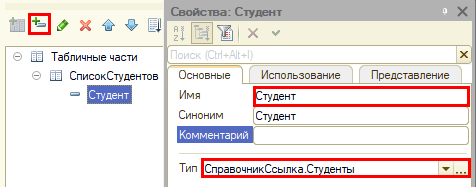 Свойства: Студент
Поиск (Ctrl+Alt+I)
Табличные части
СписокСтудентов
Студент
Основные
Использование
Представление
Имя
Студент
Синоним
Студент
Комментарий
Тип
СправочникСсылка.Студенты
...